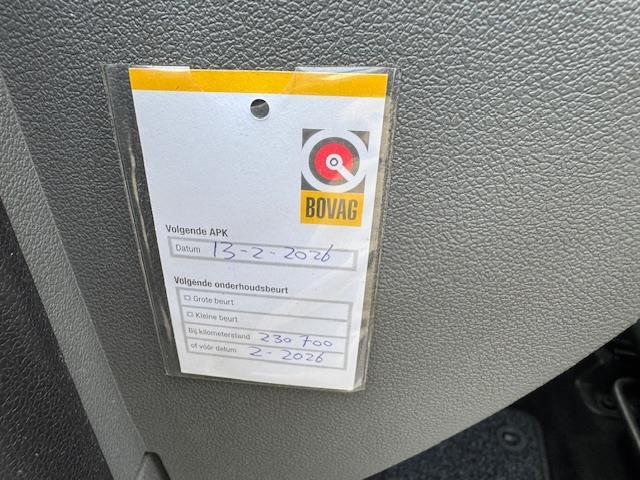 BOVAG
Volgende APK
Datum 13-2-2026
Volgende onderhoudsbeurt
Grote beurt
Kleine beurt
Bij kilometerstand 230 700
of vóór datum 2-2026